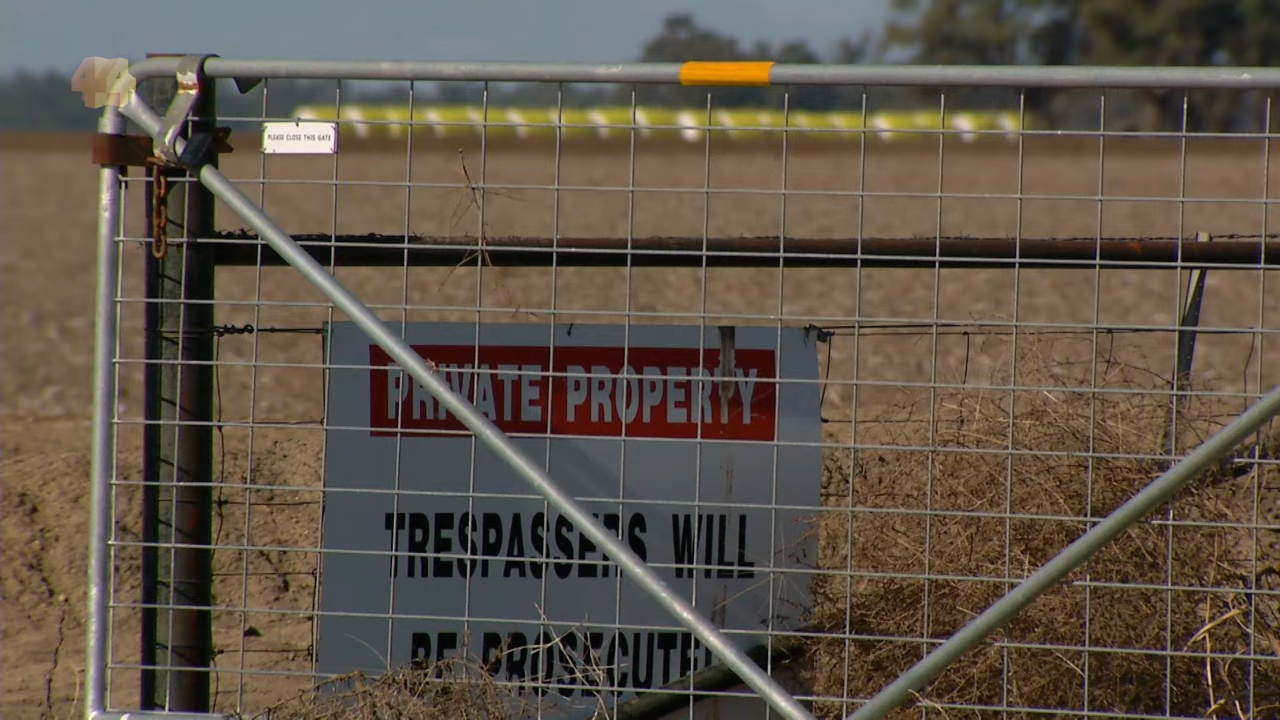 PLEASE CLOSE THIS GATE
PRIVATE PROPERTY
TRESPASSERS WILL
BE PROSECUTED